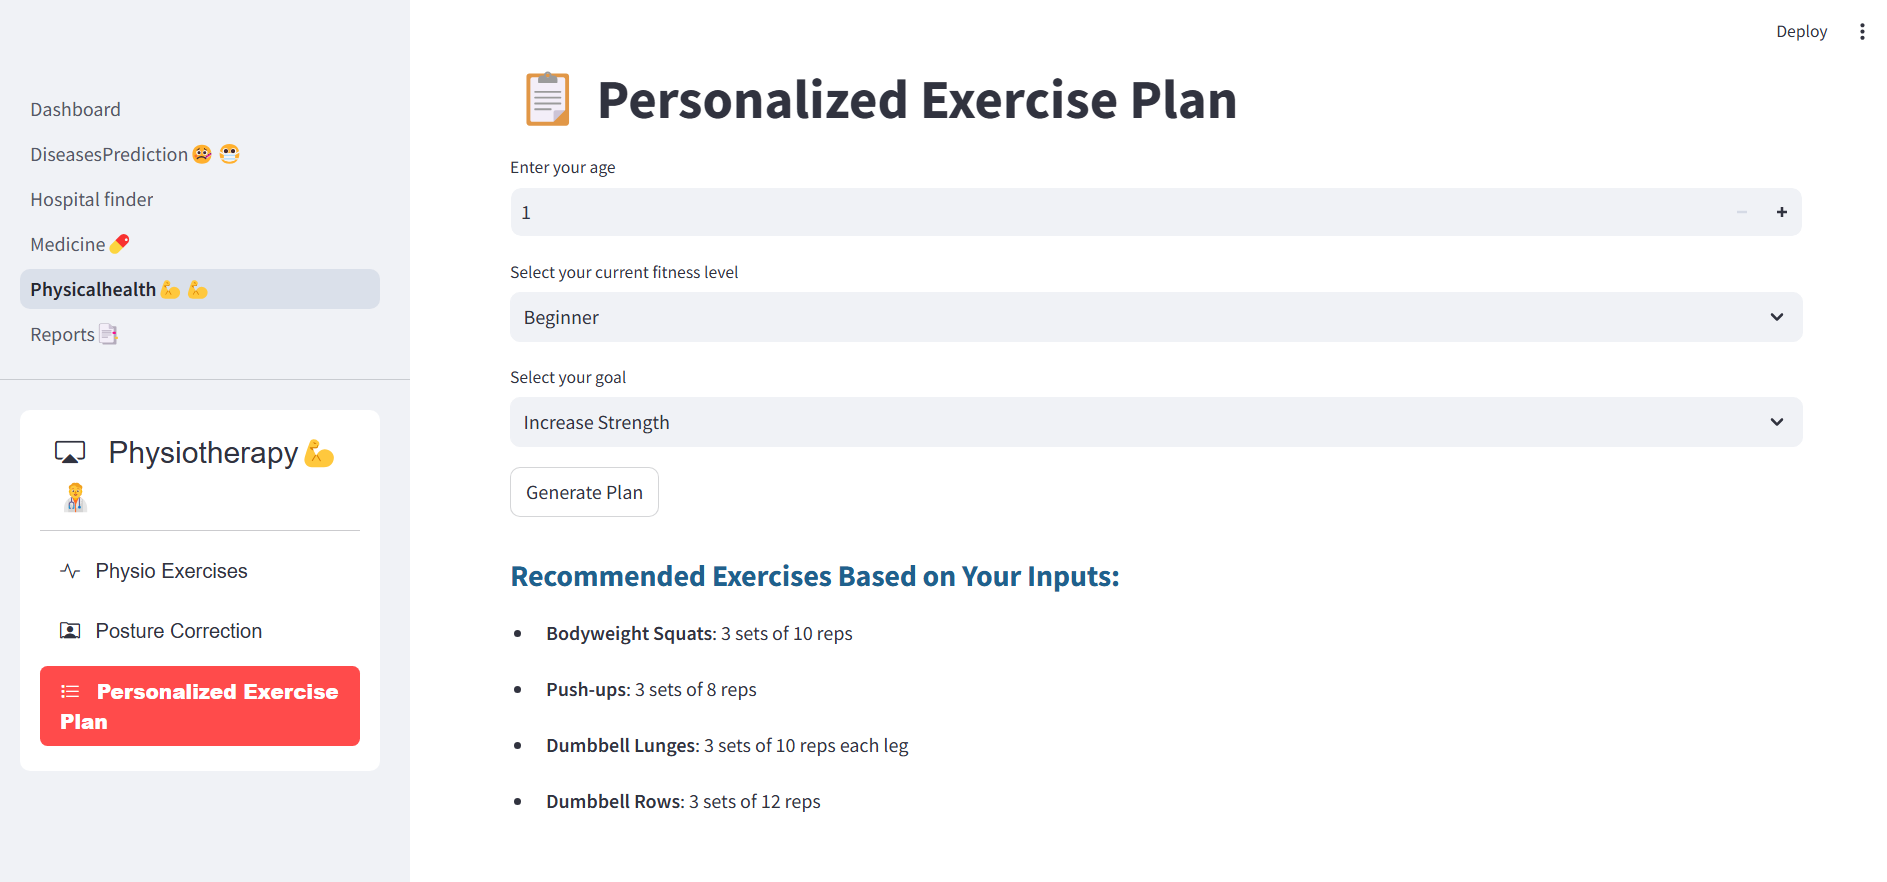 Deploy
Dashboard
DiseasesPrediction🤒😷
Hospital finder
Medicine💊
Physicalhealth💪💪
Reports📑
Physiotherapy💪
🧑‍⚕️
Physio Exercises
Posture Correction
Personalized Exercise
Plan
📋 Personalized Exercise Plan
Enter your age
1
Select your current fitness level
Beginner
Select your goal
Increase Strength
Generate Plan
Recommended Exercises Based on Your Inputs:
• Bodyweight Squats: 3 sets of 10 reps
• Push-ups: 3 sets of 8 reps
• Dumbbell Lunges: 3 sets of 10 reps each leg
• Dumbbell Rows: 3 sets of 12 reps